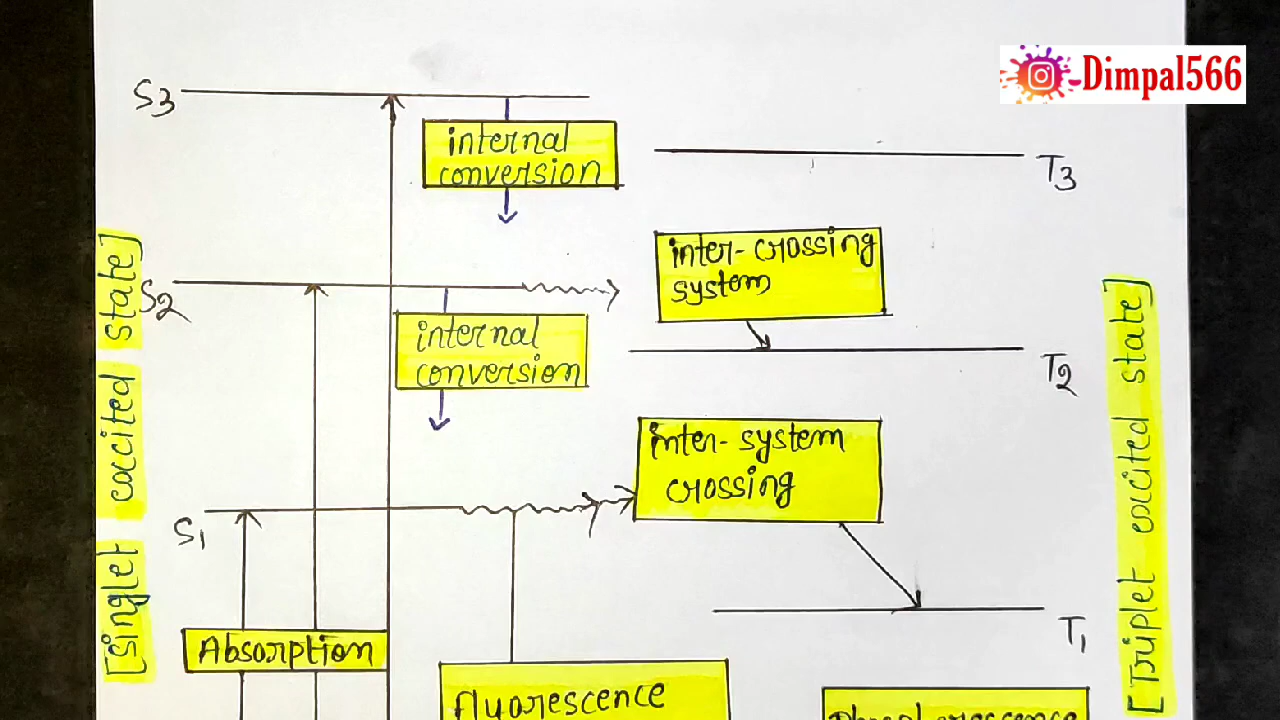 -Dimpal566
S3
internal
conversion
T3
inter-crossing
system
S2
internal
conversion
T2
inter-system
crossing
S1
T1
Absorption
fluorescence
[singlet excited state]
[Triplet excited state]